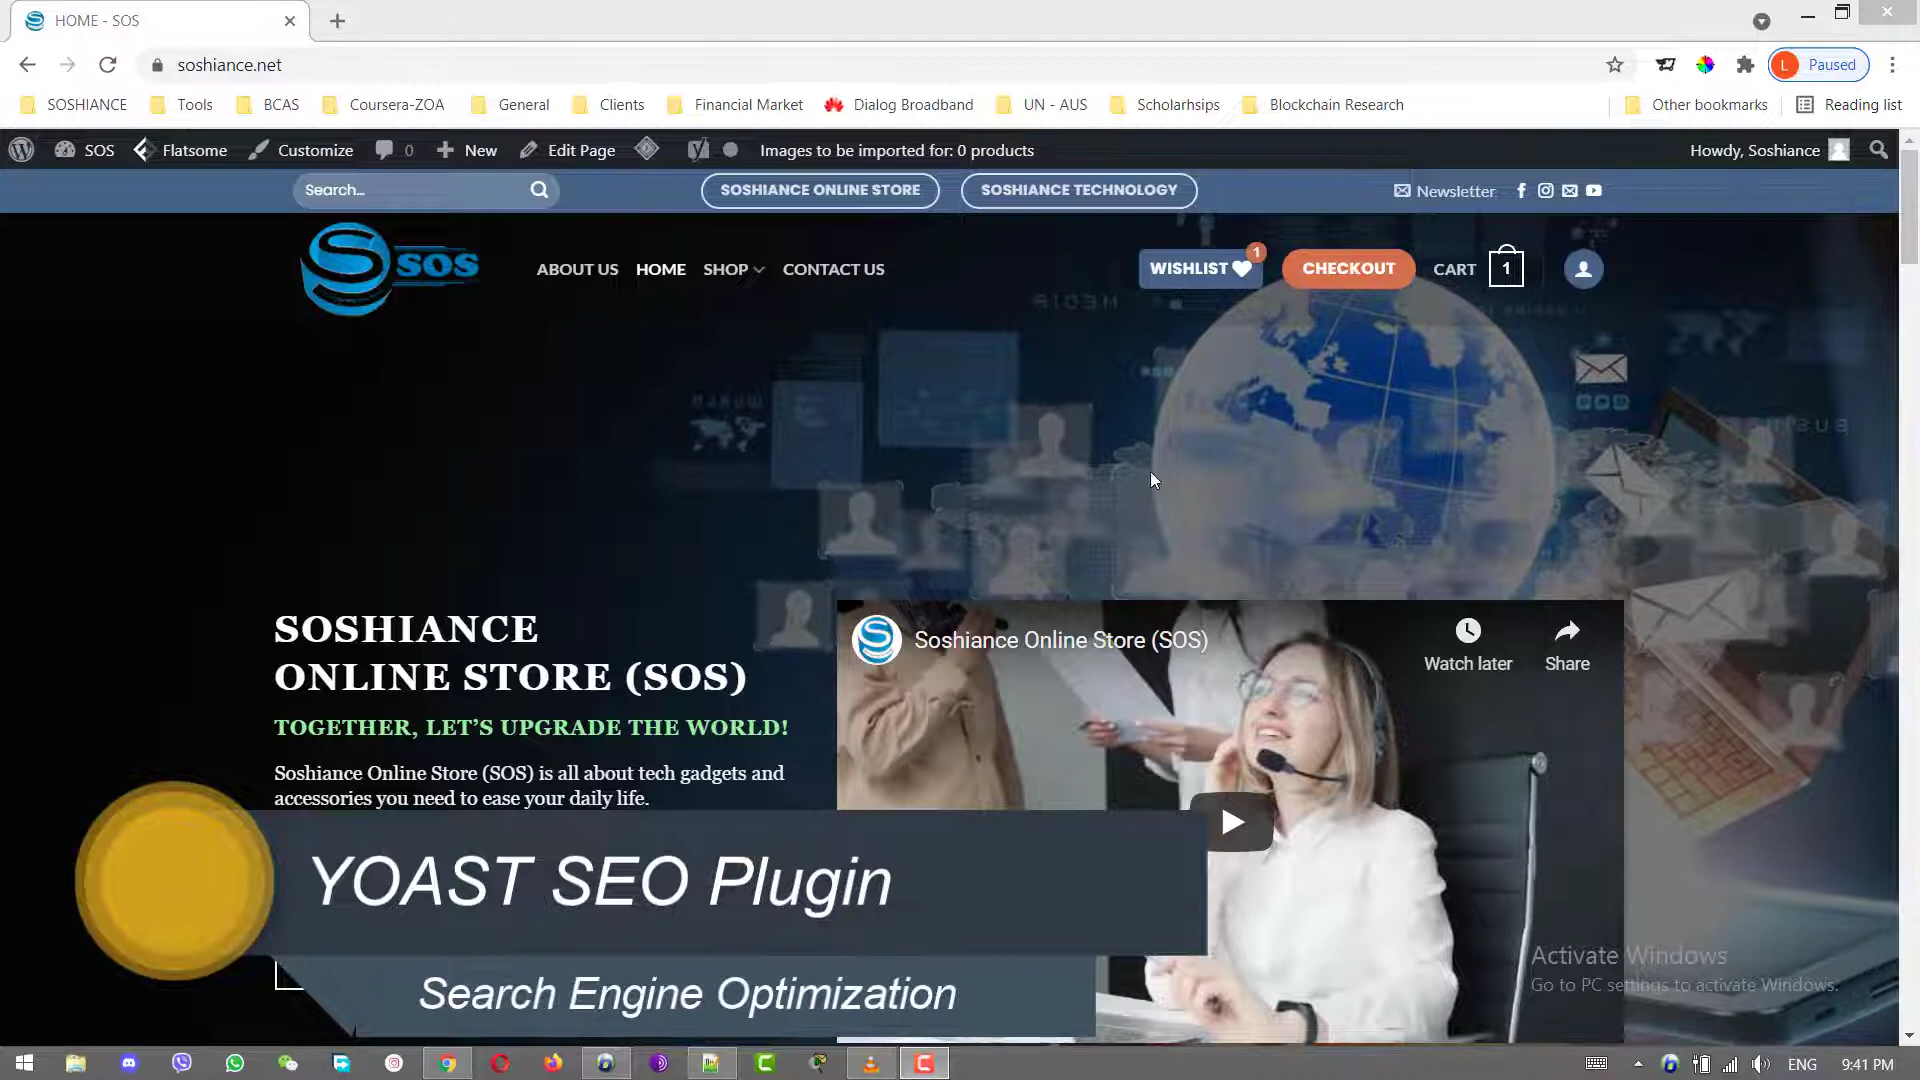 HOME - SOS
soshiance.net
L Paused
SOSHIANCE Tools BCAS Coursera-ZOA General Clients Financial Market Dialog Broadband UN - AUS Scholarhsips Blockchain Research Other bookmarks Reading list
SOS Flatsome Customize 0 New Edit Page Images to be imported for: 0 products Howdy, Soshiance
Search... SOSHIANCE ONLINE STORE SOSHIANCE TECHNOLOGY Newsletter
SOS ABOUT US HOME SHOP CONTACT US WISHLIST 1 CHECKOUT CART 1
SOSHIANCE
ONLINE STORE (SOS)
TOGETHER, LET'S UPGRADE THE WORLD!
Soshiance Online Store (SOS) is all about tech gadgets and
accessories you need to ease your daily life.
Soshiance Online Store (SOS)
Watch later Share
YOAST SEO Plugin
Search Engine Optimization
Activate Windows
Go to PC settings to activate Windows.
ENG 9:41 PM